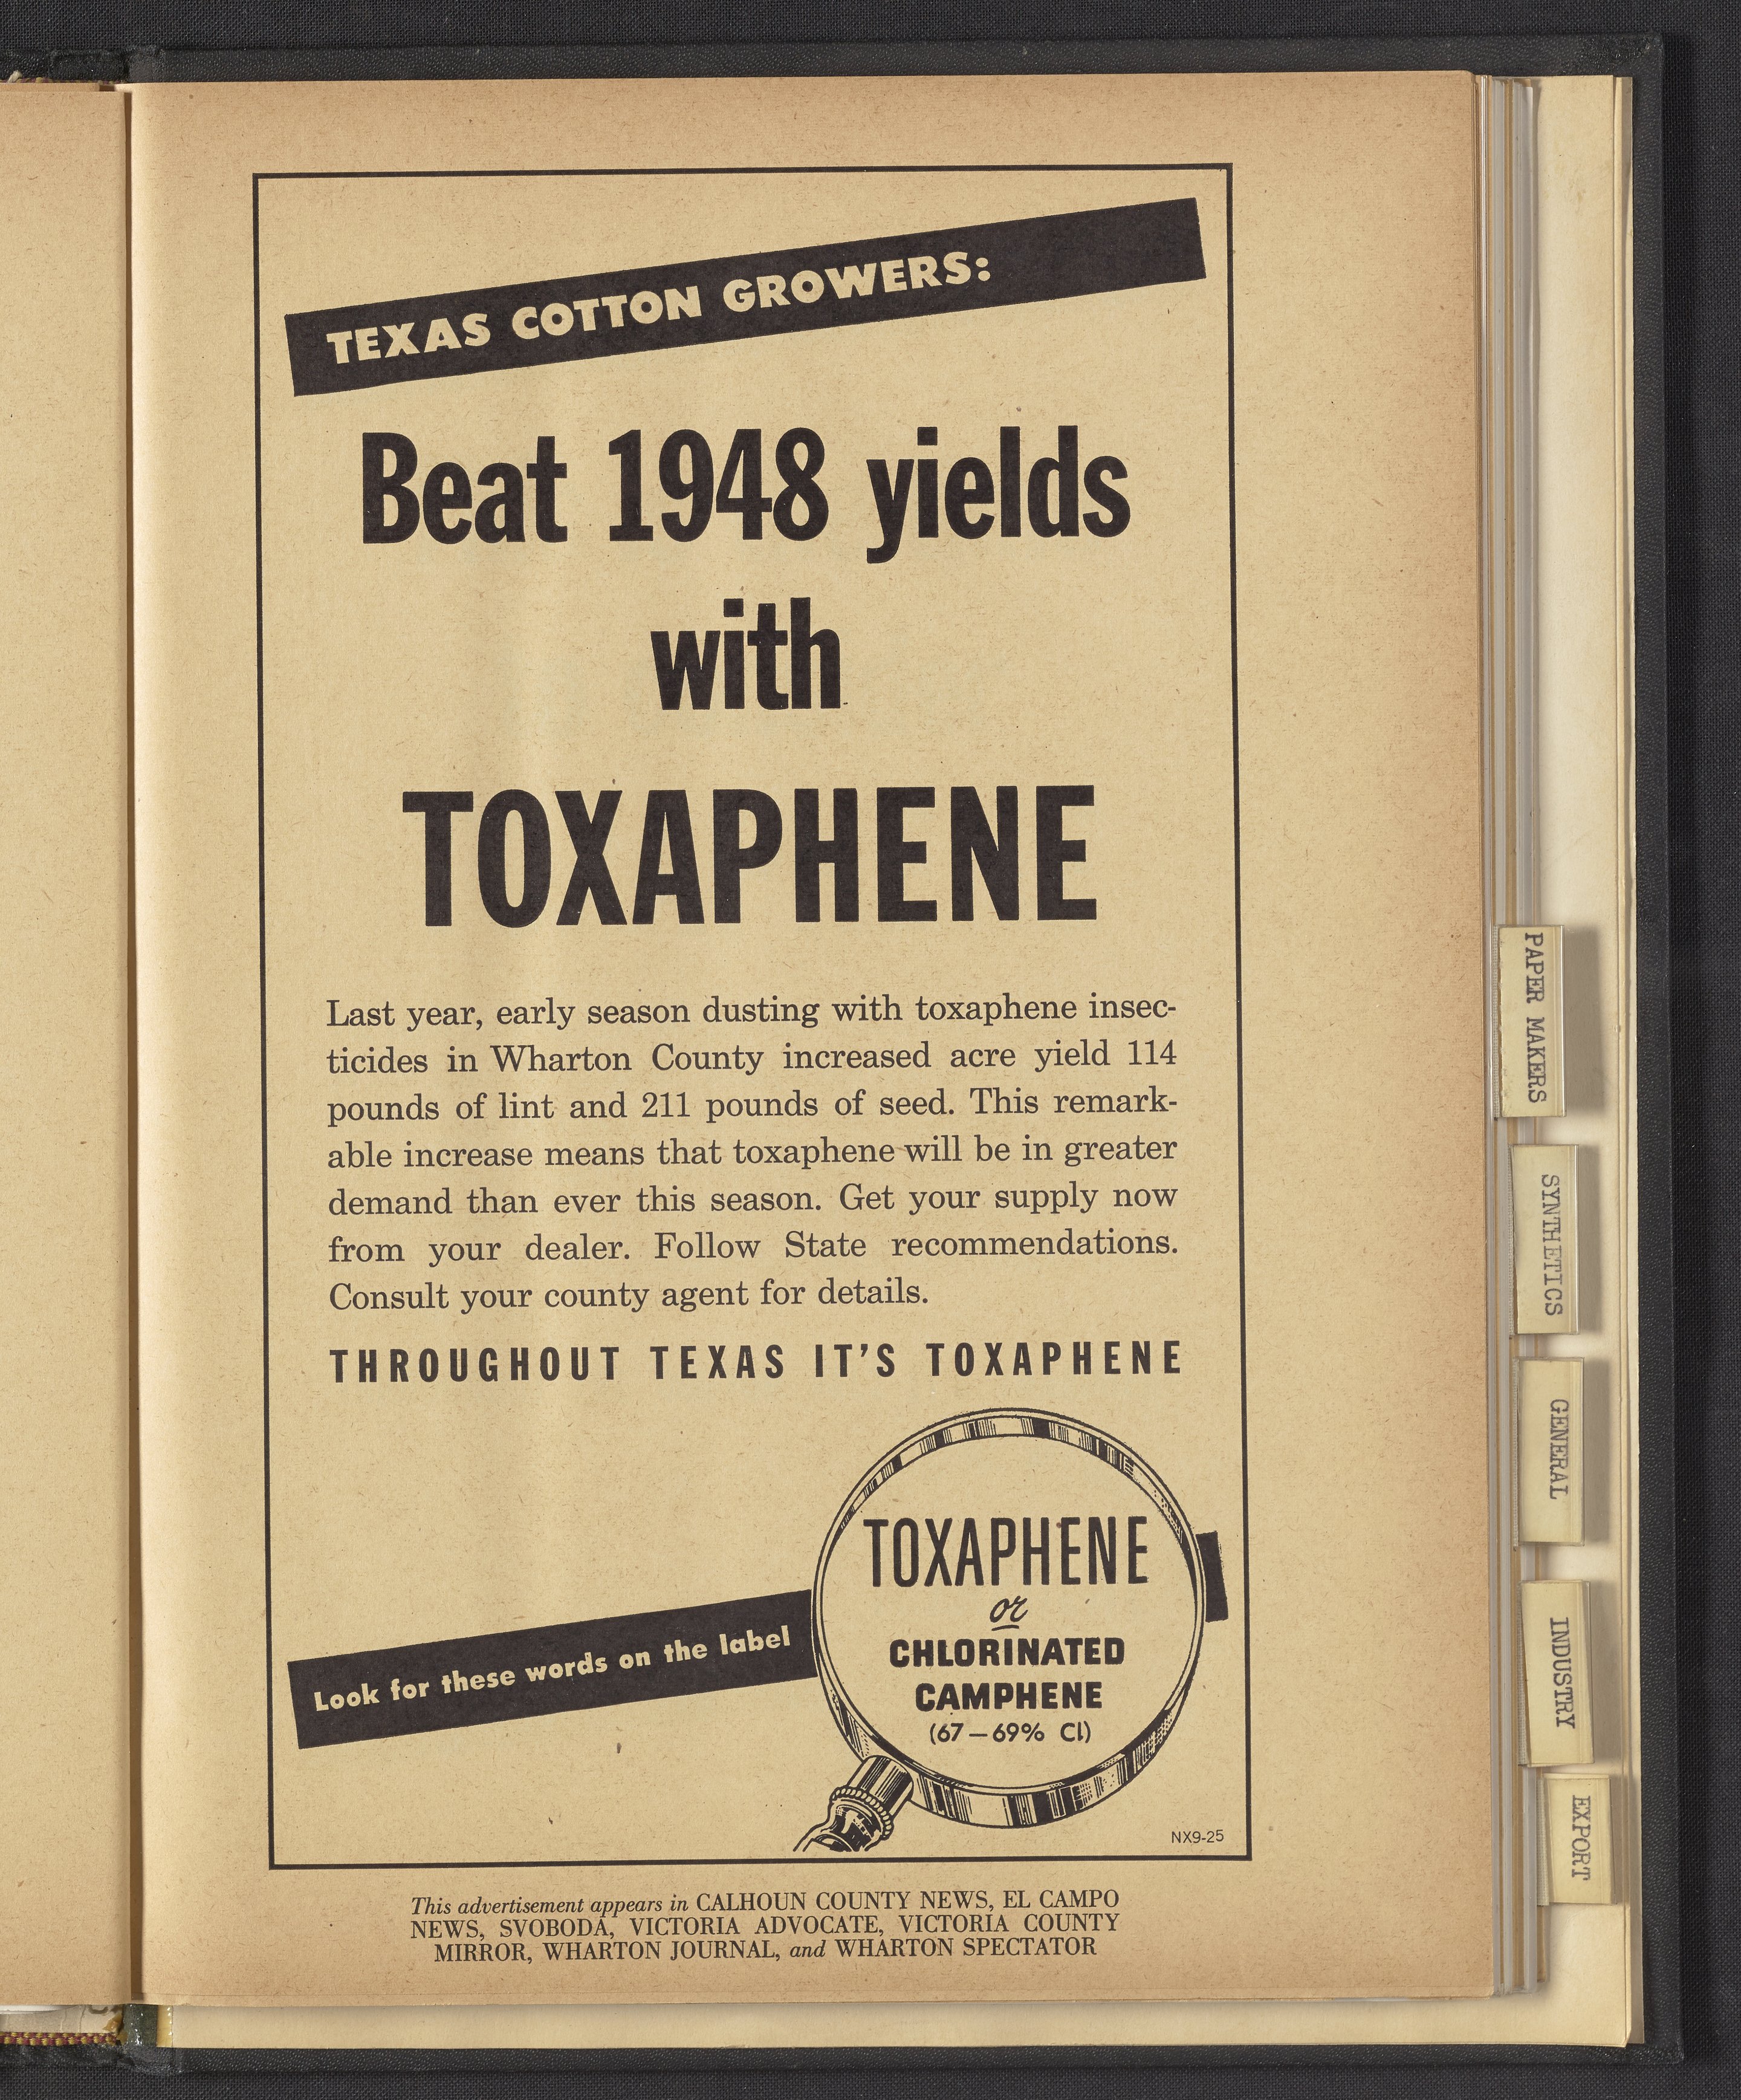 TEXAS COTTON GROWERS:
Beat 1948 yields
with
TOXAPHENE
Last year, early season dusting with toxaphene insec-
ticides in Wharton County increased acre yield 114
pounds of lint and 211 pounds of seed. This remark-
able increase means that toxaphene will be in greater
demand than ever this season. Get your supply now
from your dealer. Follow State recommendations.
Consult your county agent for details.
THROUGHOUT TEXAS IT'S TOXAPHENE
Look for these words on the label
TOXAPHENE
or
CHLORINATED
CAMPHENE
(67—69% Cl)
NX9-25
This advertisement appears in CALHOUN COUNTY NEWS, EL CAMPO
NEWS, SVOBODA, VICTORIA ADVOCATE, VICTORIA COUNTY
MIRROR, WHARTON JOURNAL, and WHARTON SPECTATOR
PAPER MAKERS
SYNTHETICS
GENERAL
INDUSTRY
EXPORT